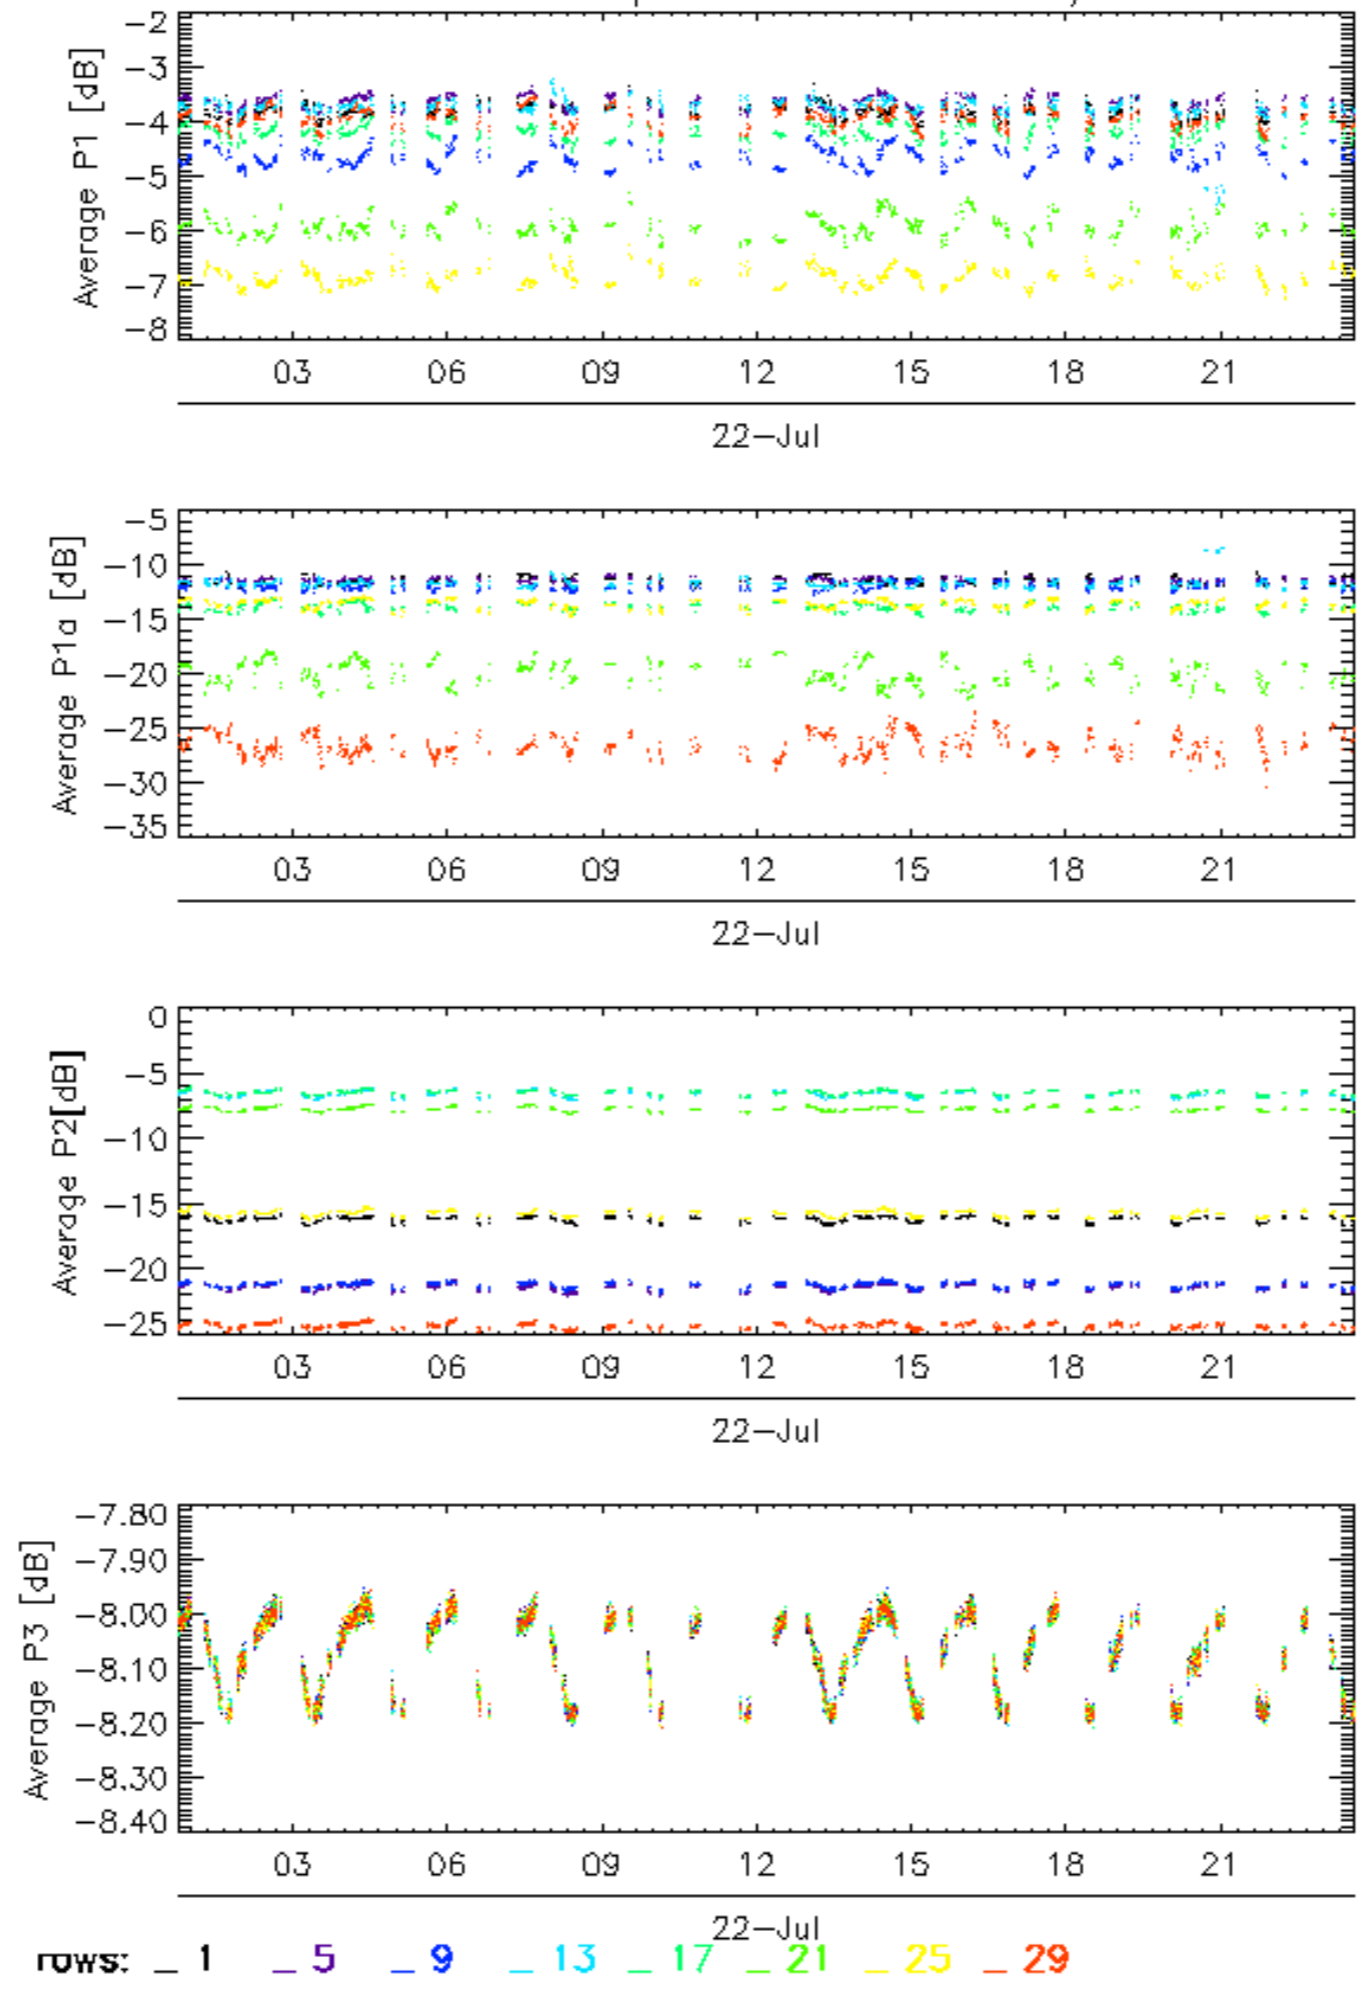 Average P1 [dB]
-2
-3
-4
-5
-6
-7
-8
03 06 09 12 15 18 21
22-Jul
Average P1a [dB]
-5
-10
-15
-20
-25
-30
-35
03 06 09 12 15 18 21
22-Jul
Average P2[dB]
0
-5
-10
-15
-20
-25
03 06 09 12 15 18 21
22-Jul
Average P3 [dB]
-7.80
-7.90
-8.00
-8.10
-8.20
-8.30
-8.40
03 06 09 12 15 18 21
22-Jul
rows: _ 1 _ 5 _ 9 _ 13 _ 17 _ 21 _ 25 _ 29